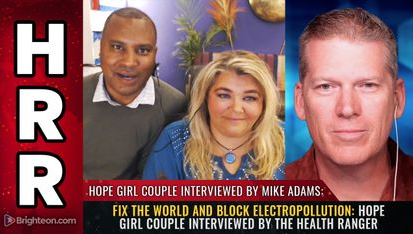 HRR
HOPE GIRL COUPLE INTERVIEWED BY MIKE ADAMS:
FIX THE WORLD AND BLOCK ELECTROPOLLUTION: HOPE
GIRL COUPLE INTERVIEWED BY THE HEALTH RANGER
Brighteon.com